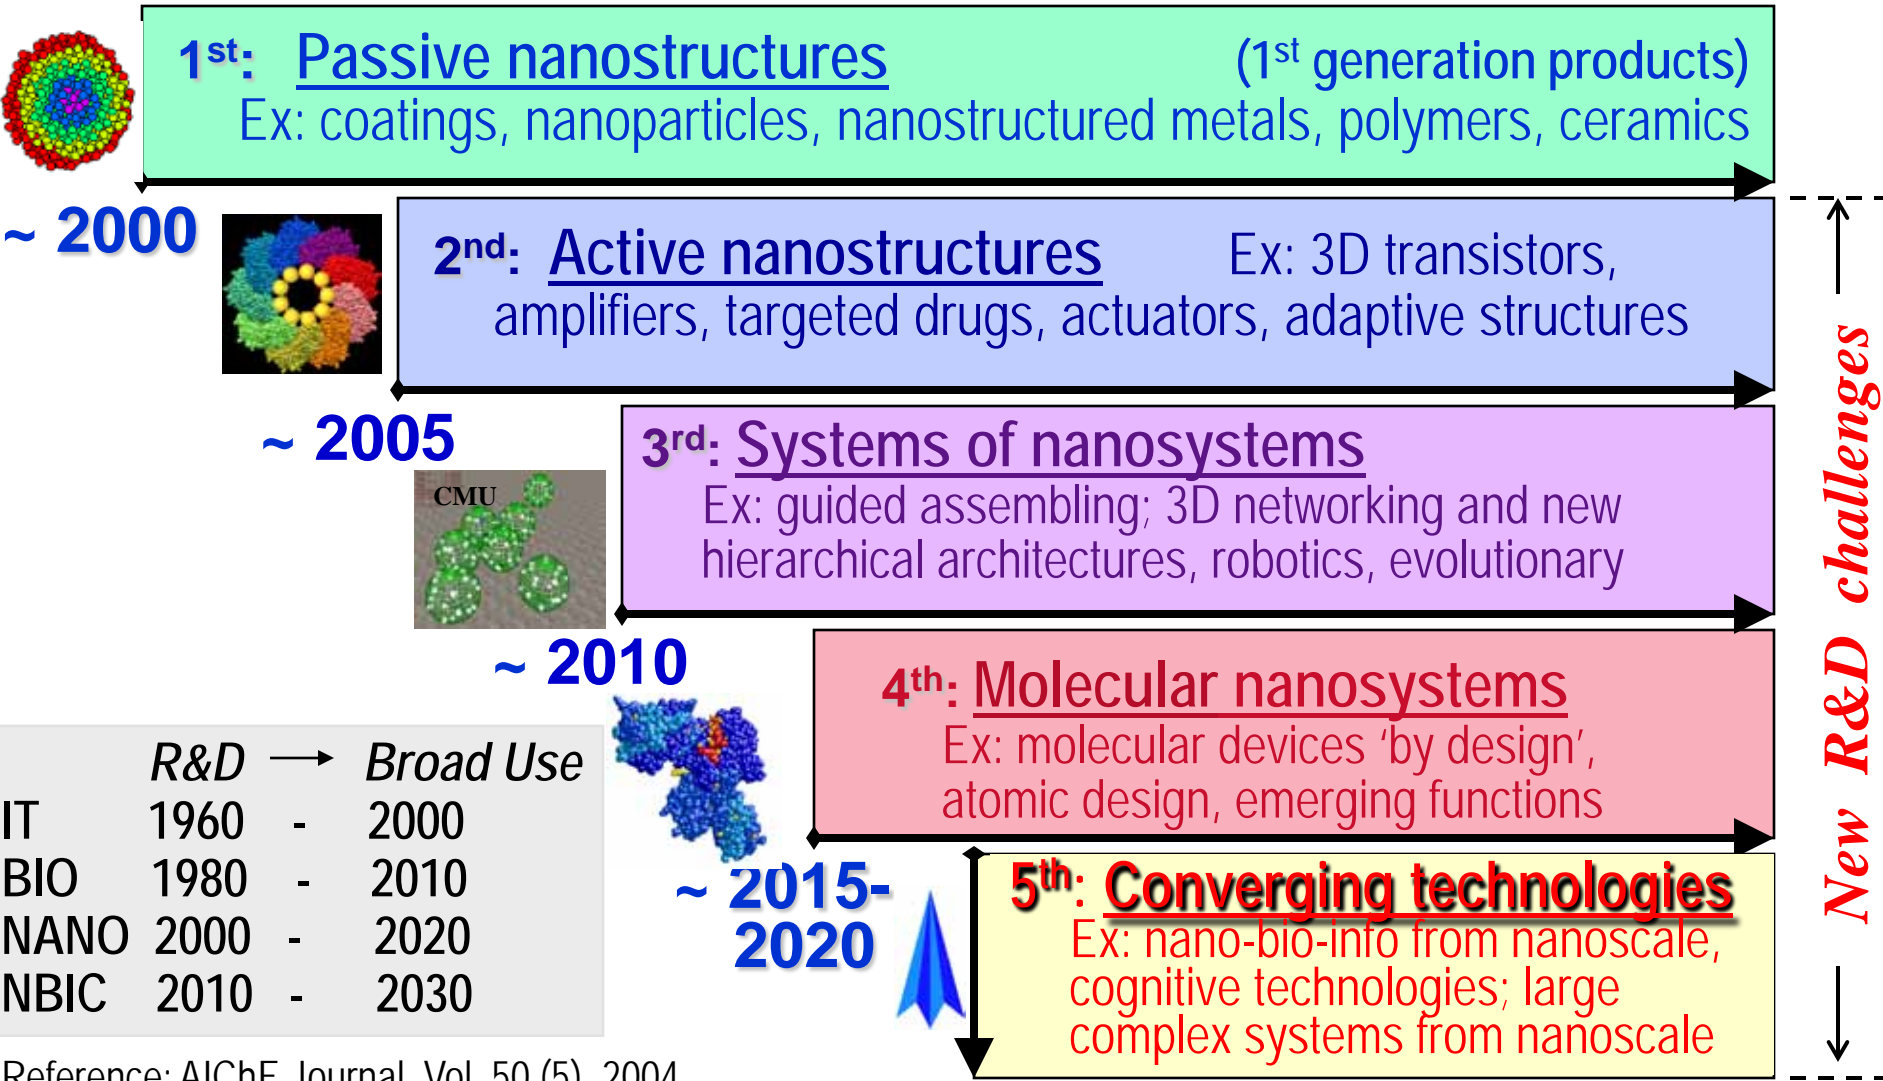 1st: Passive nanostructures (1st generation products)
Ex: coatings, nanoparticles, nanostructured metals, polymers, ceramics
~ 2000
2nd: Active nanostructures Ex: 3D transistors,
amplifiers, targeted drugs, actuators, adaptive structures
~ 2005
3rd: Systems of nanosystems
Ex: guided assembling; 3D networking and new
hierarchical architectures, robotics, evolutionary
CMU
~ 2010
4th: Molecular nanosystems
Ex: molecular devices ‘by design’,
atomic design, emerging functions
~ 2015-
2020
5th: Converging technologies
Ex: nano-bio-info from nanoscale,
cognitive technologies; large
complex systems from nanoscale
New R&D challenges
R&D → Broad Use
IT 1960 - 2000
BIO 1980 - 2010
NANO 2000 - 2020
NBIC 2010 - 2030
Reference: AIChE Journal, Vol. 50 (5), 2004